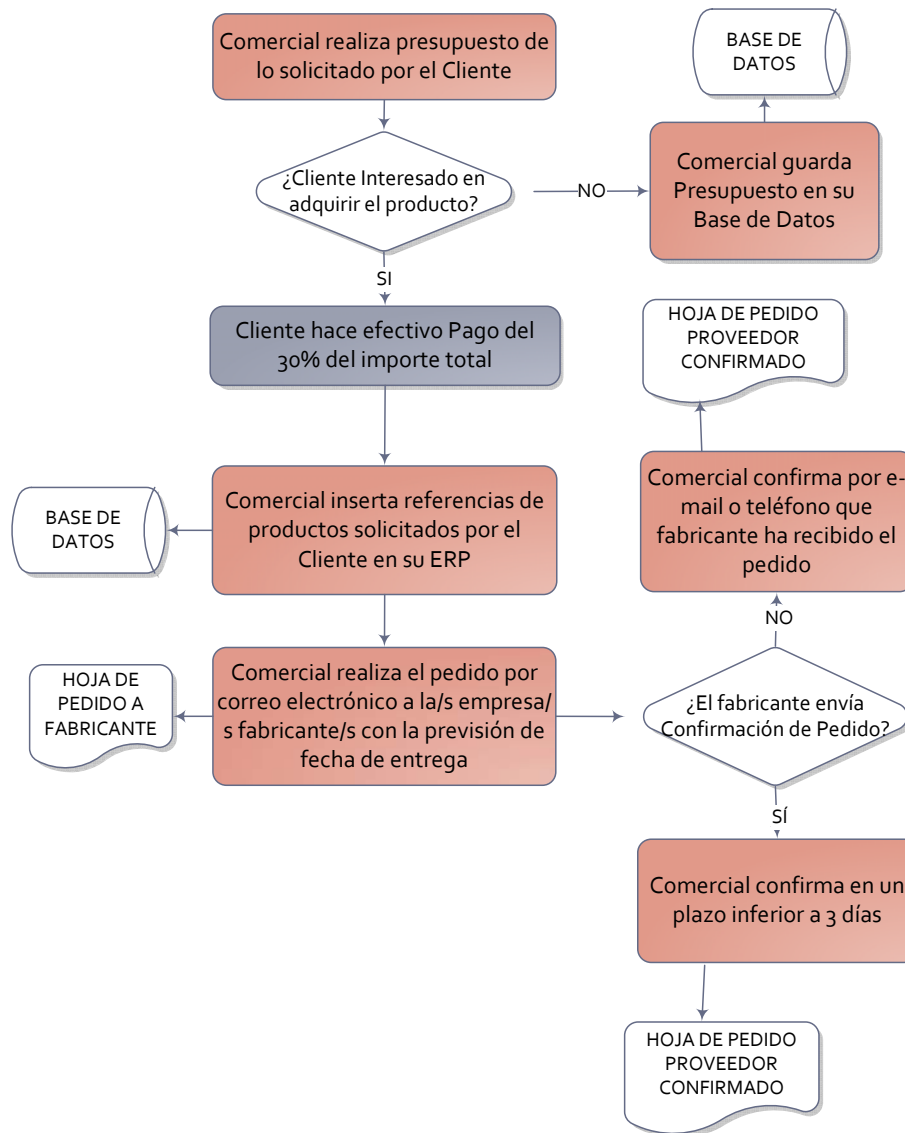 Comercial realiza presupuesto de
lo solicitado por el Cliente
BASE DE
DATOS
¿Cliente Interesado en
adquirir el producto?
NO
Comercial guarda
Presupuesto en su
Base de Datos
SI
Cliente hace efectivo Pago del
30% del importe total
HOJA DE PEDIDO
PROVEEDOR
CONFIRMADO
Comercial inserta referencias de
productos solicitados por el
Cliente en su ERP
BASE DE
DATOS
Comercial confirma por e-
mail o teléfono que
fabricante ha recibido el
pedido
NO
HOJA DE
PEDIDO A
FABRICANTE
Comercial realiza el pedido por
correo electrónico a la/s empresa/
s fabricante/s con la previsión de
fecha de entrega
¿El fabricante envía
Confirmación de Pedido?
SÍ
Comercial confirma en un
plazo inferior a 3 días
HOJA DE PEDIDO
PROVEEDOR
CONFIRMADO